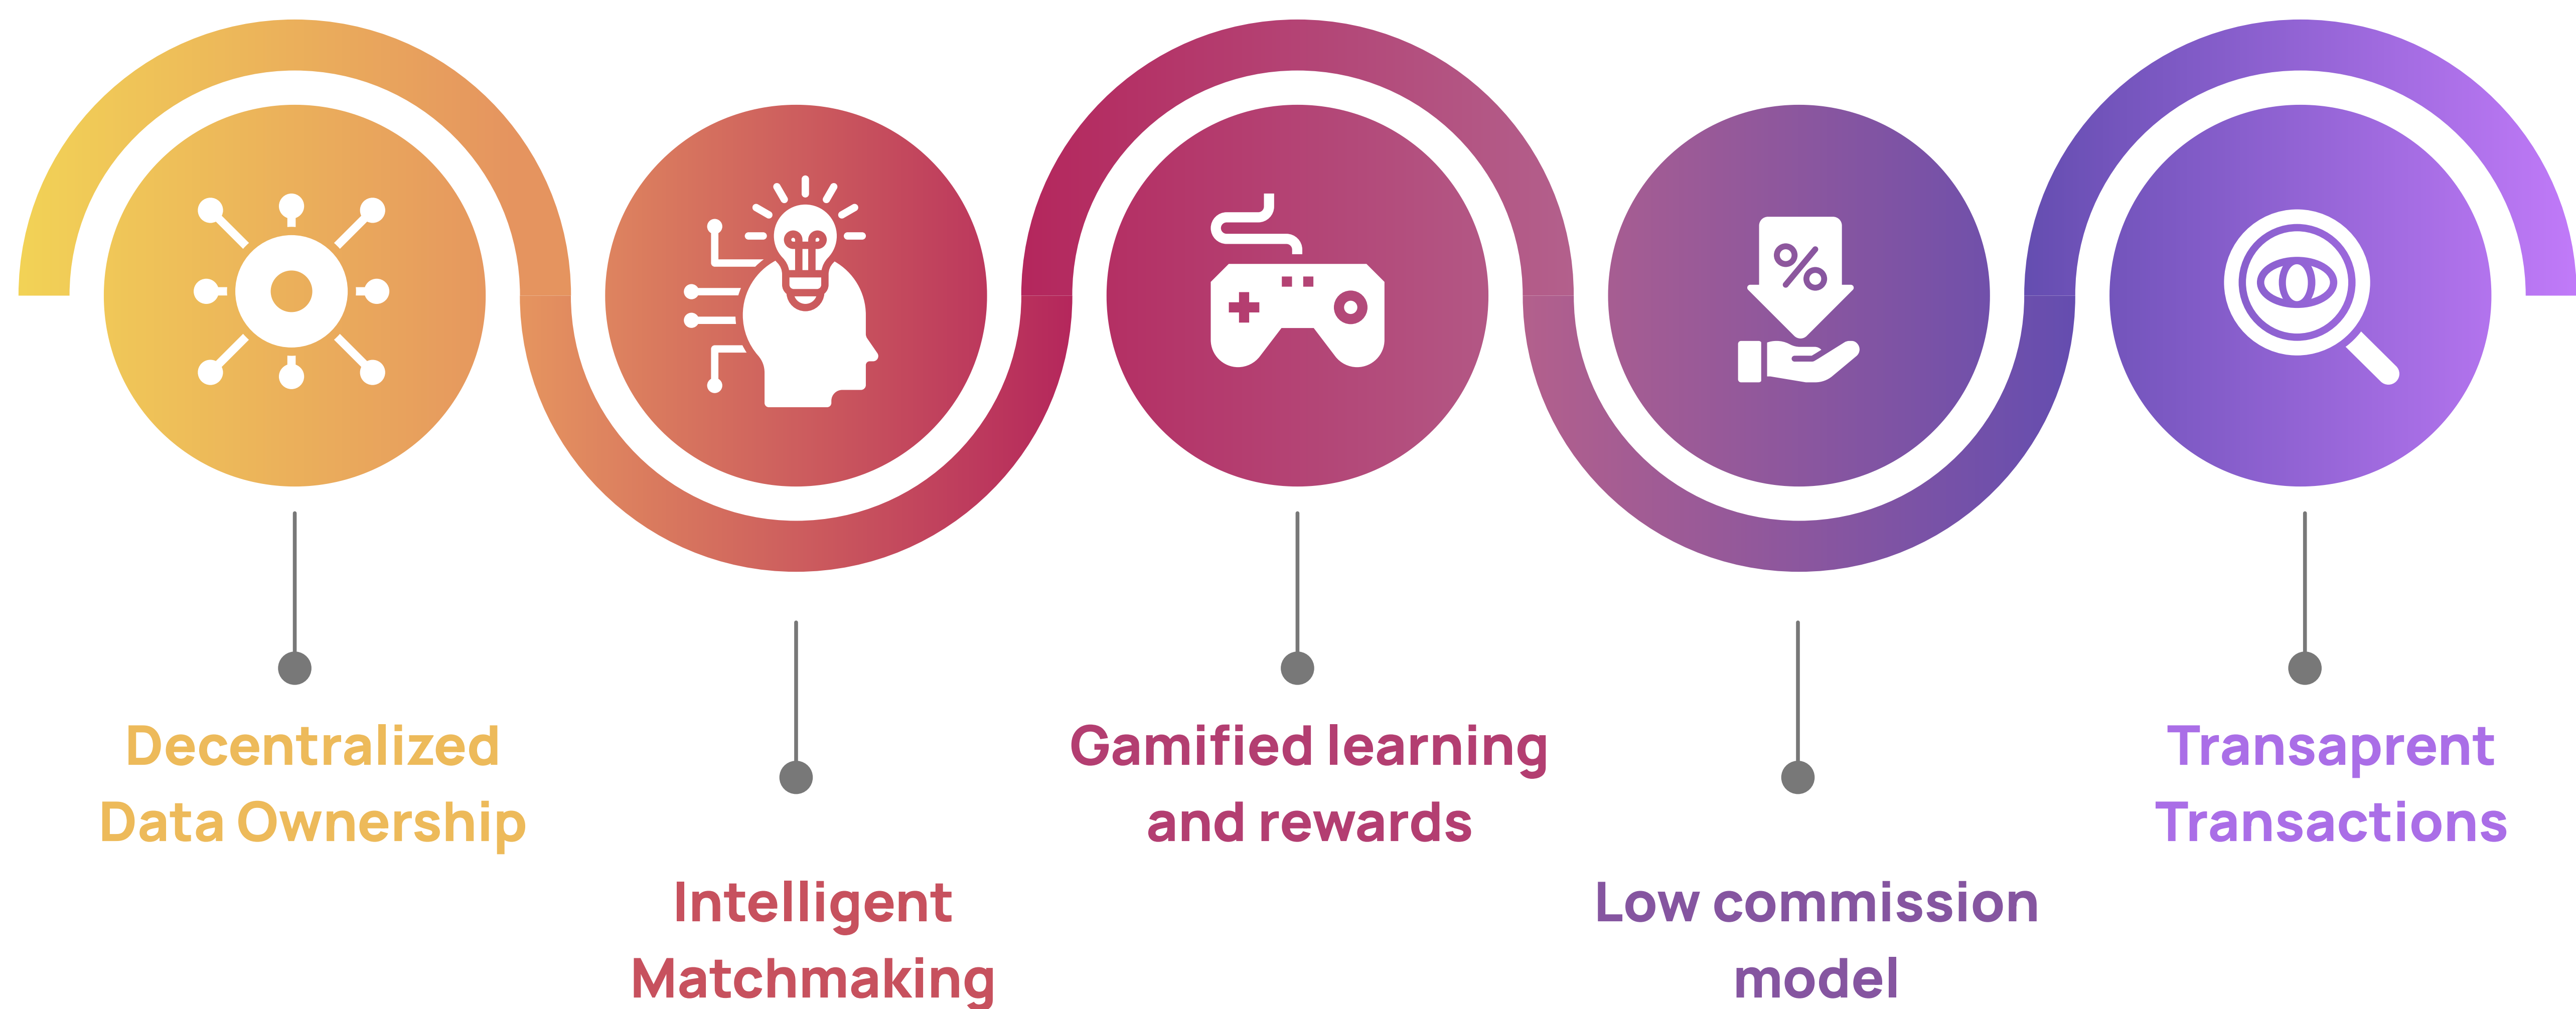 Decentralized
Data Ownership
Intelligent
Matchmaking
Gamified learning
and rewards
%
Low commission
model
Transaprent
Transactions